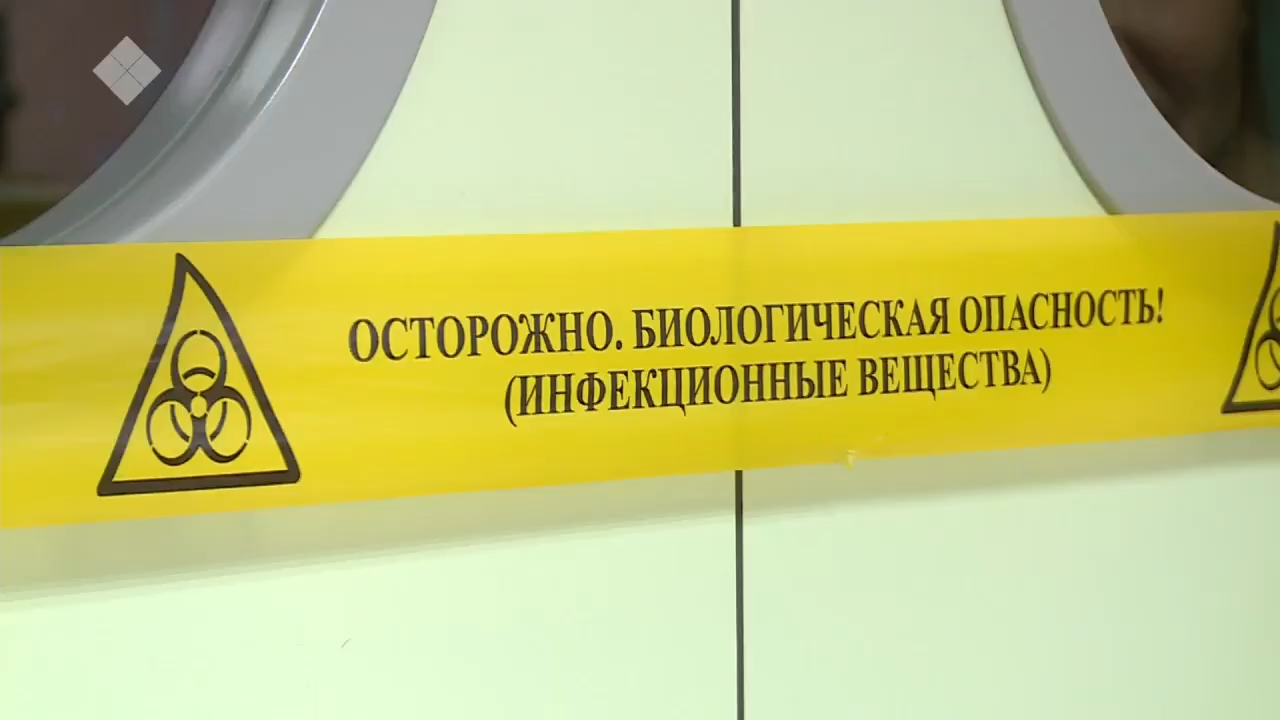 ОСТОРОЖНО. БИОЛОГИЧЕСКАЯ ОПАСНОСТЬ!
(ИНФЕКЦИОННЫЕ ВЕЩЕСТВА)